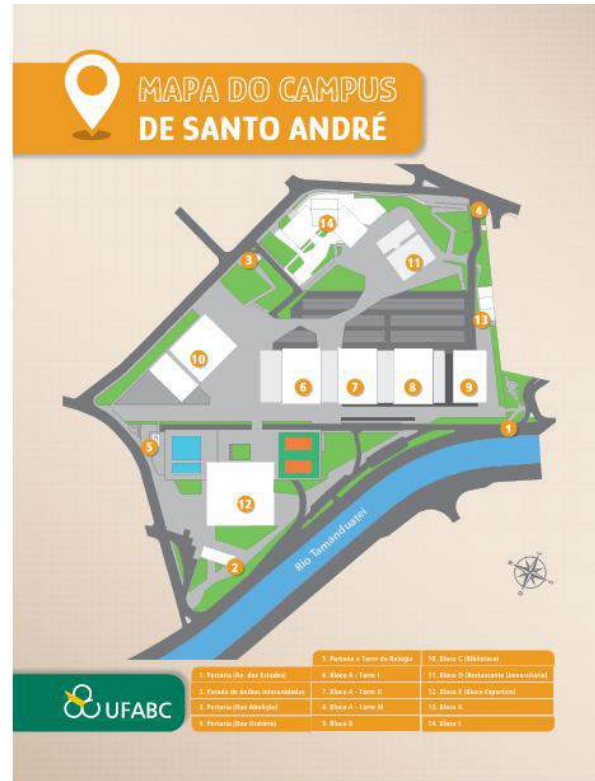 MAPA DO CAMPUS
DE SANTO ANDRÉ
14
4
3
11
13
10
6
7
8
9
1
5
12
2
Rio Tamanduateí
UFABC
1. Portaria (Av. dos Estados)
2. Parada de ônibus intermunidades
3. Portaria (Rua Abolição)
4. Portaria (Rua Oratório)
5. Portaria e Torre do Relógio
6. Bloco A - Torre I
7. Bloco A - Torre II
8. Bloco A - Torre III
9. Bloco B
10. Bloco C (Biblioteca)
11. Bloco D (Restaurante Universitário)
12. Bloco E (Bloco Esportivo)
13. Bloco K
14. Bloco L